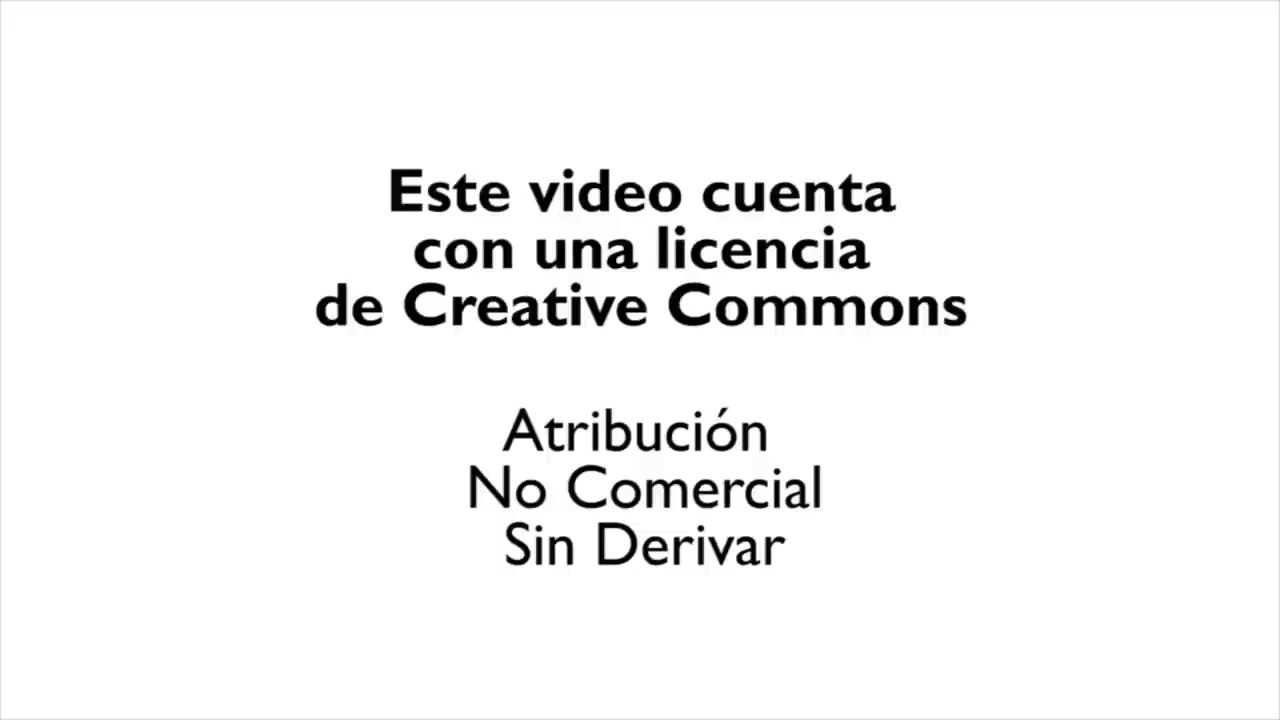 Este video cuenta
con una licencia
de Creative Commons
Atribución
No Comercial
Sin Derivar